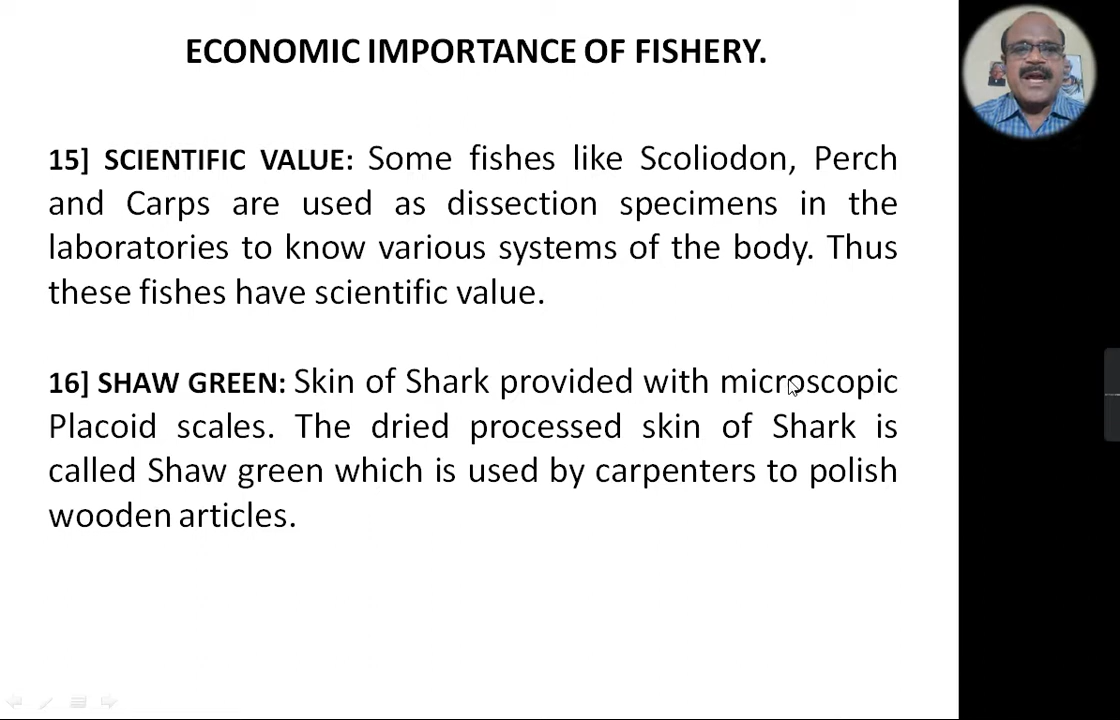 ECONOMIC IMPORTANCE OF FISHERY.
15] SCIENTIFIC VALUE: Some fishes like Scoliodon, Perch
and Carps are used as dissection specimens in the
laboratories to know various systems of the body. Thus
these fishes have scientific value.
16] SHAW GREEN: Skin of Shark provided with microscopic
Placoid scales. The dried processed skin of Shark is
called Shaw green which is used by carpenters to polish
wooden articles.